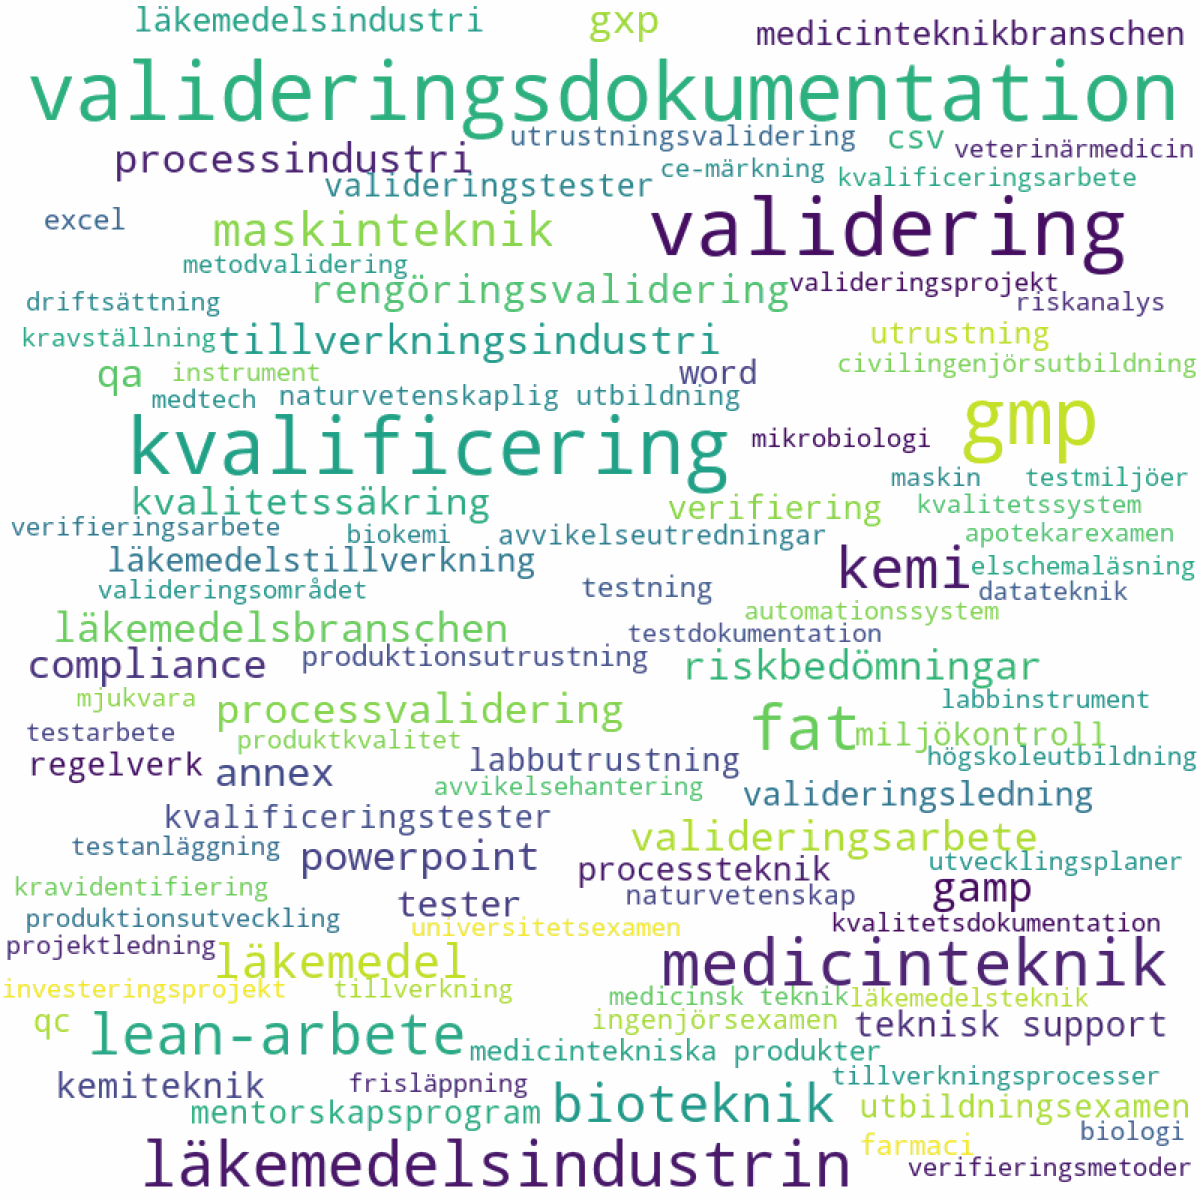 läkemedelsindustri
gxp
medicinteknikbranschen
valideringsdokumentation
utrustningsvalidering
csv
veterinärmedicin
processindustri
ce-märkning
kvalificeringsarbete
valideringstester
excel
maskinteknik
validering
metodvalidering
rengöringsvalidering
valideringsprojekt
driftsättning
riskanalys
kravställning
tillverkningsindustri
utrustning
qa
instrument
word
civilingenjörsutbildning
medtech
naturvetenskaplig utbildning
kvalificering
gmp
mikrobiologi
maskin
testmiljöer
kvalitetssäkring
verifiering
kvalitetssystem
verifieringsarbete
biokemi
avvikelseutredningar
apotekarexamen
läkemedelstillverkning
kemi
elschemaläsning
valideringsområdet
testning
datateknik
automationssystem
läkemedelsbranschen
testdokumentation
compliance
produktionsutrustning
riskbedömningar
mjukvara
processvalidering
labbinstrument
testarbete
produktkvalitet
fat
miljökontroll
regelverk
annex
labbutrustning
högskoleutbildning
avvikelsehantering
valideringsledning
kvalificeringstester
valideringsarbete
testanläggning
powerpoint
processteknik
utvecklingsplaner
kravidentifiering
tester
naturvetenskap
gamp
produktionsutveckling
universitetsexamen
kvalitetsdokumentation
projektledning
läkemedel
medicinteknik
investeringsprojekt
tillverkning
medicinsk teknik
läkemedelsteknik
qc
lean-arbete
ingenjörsexamen
teknisk support
medicintekniska produkter
kemiteknik
frisläppning
tillverkningsprocesser
mentorskapsprogram
bioteknik
utbildningsexamen
biologi
läkemedelsindustrin
farmaci
verifieringsmetoder